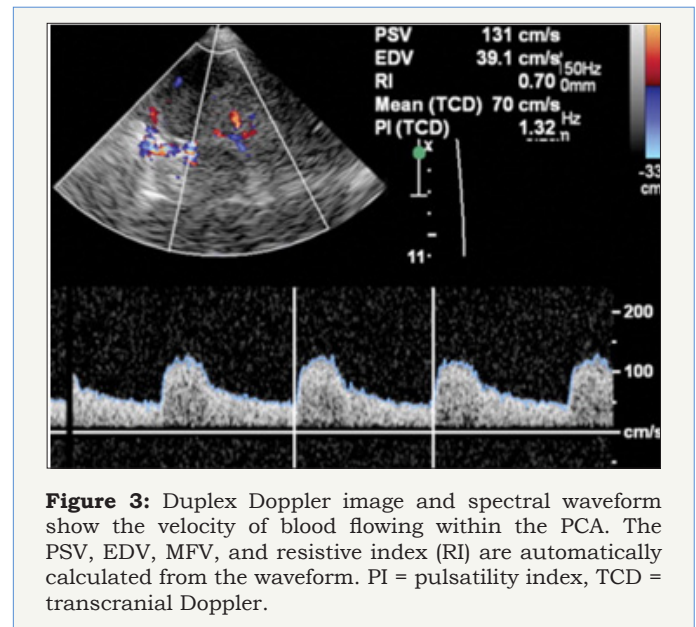 PSV 131 cm/s
EDV 39.1 cm/s 150Hz
RI 0.70 0mm
Mean (TCD) 70 cm/s
PI (TCD) 1.32 Hz
-33
cm
11
200
100
cm/s
Figure 3: Duplex Doppler image and spectral waveform
show the velocity of blood flowing within the PCA. The
PSV, EDV, MFV, and resistive index (RI) are automatically
calculated from the waveform. PI = pulsatility index, TCD =
transcranial Doppler.